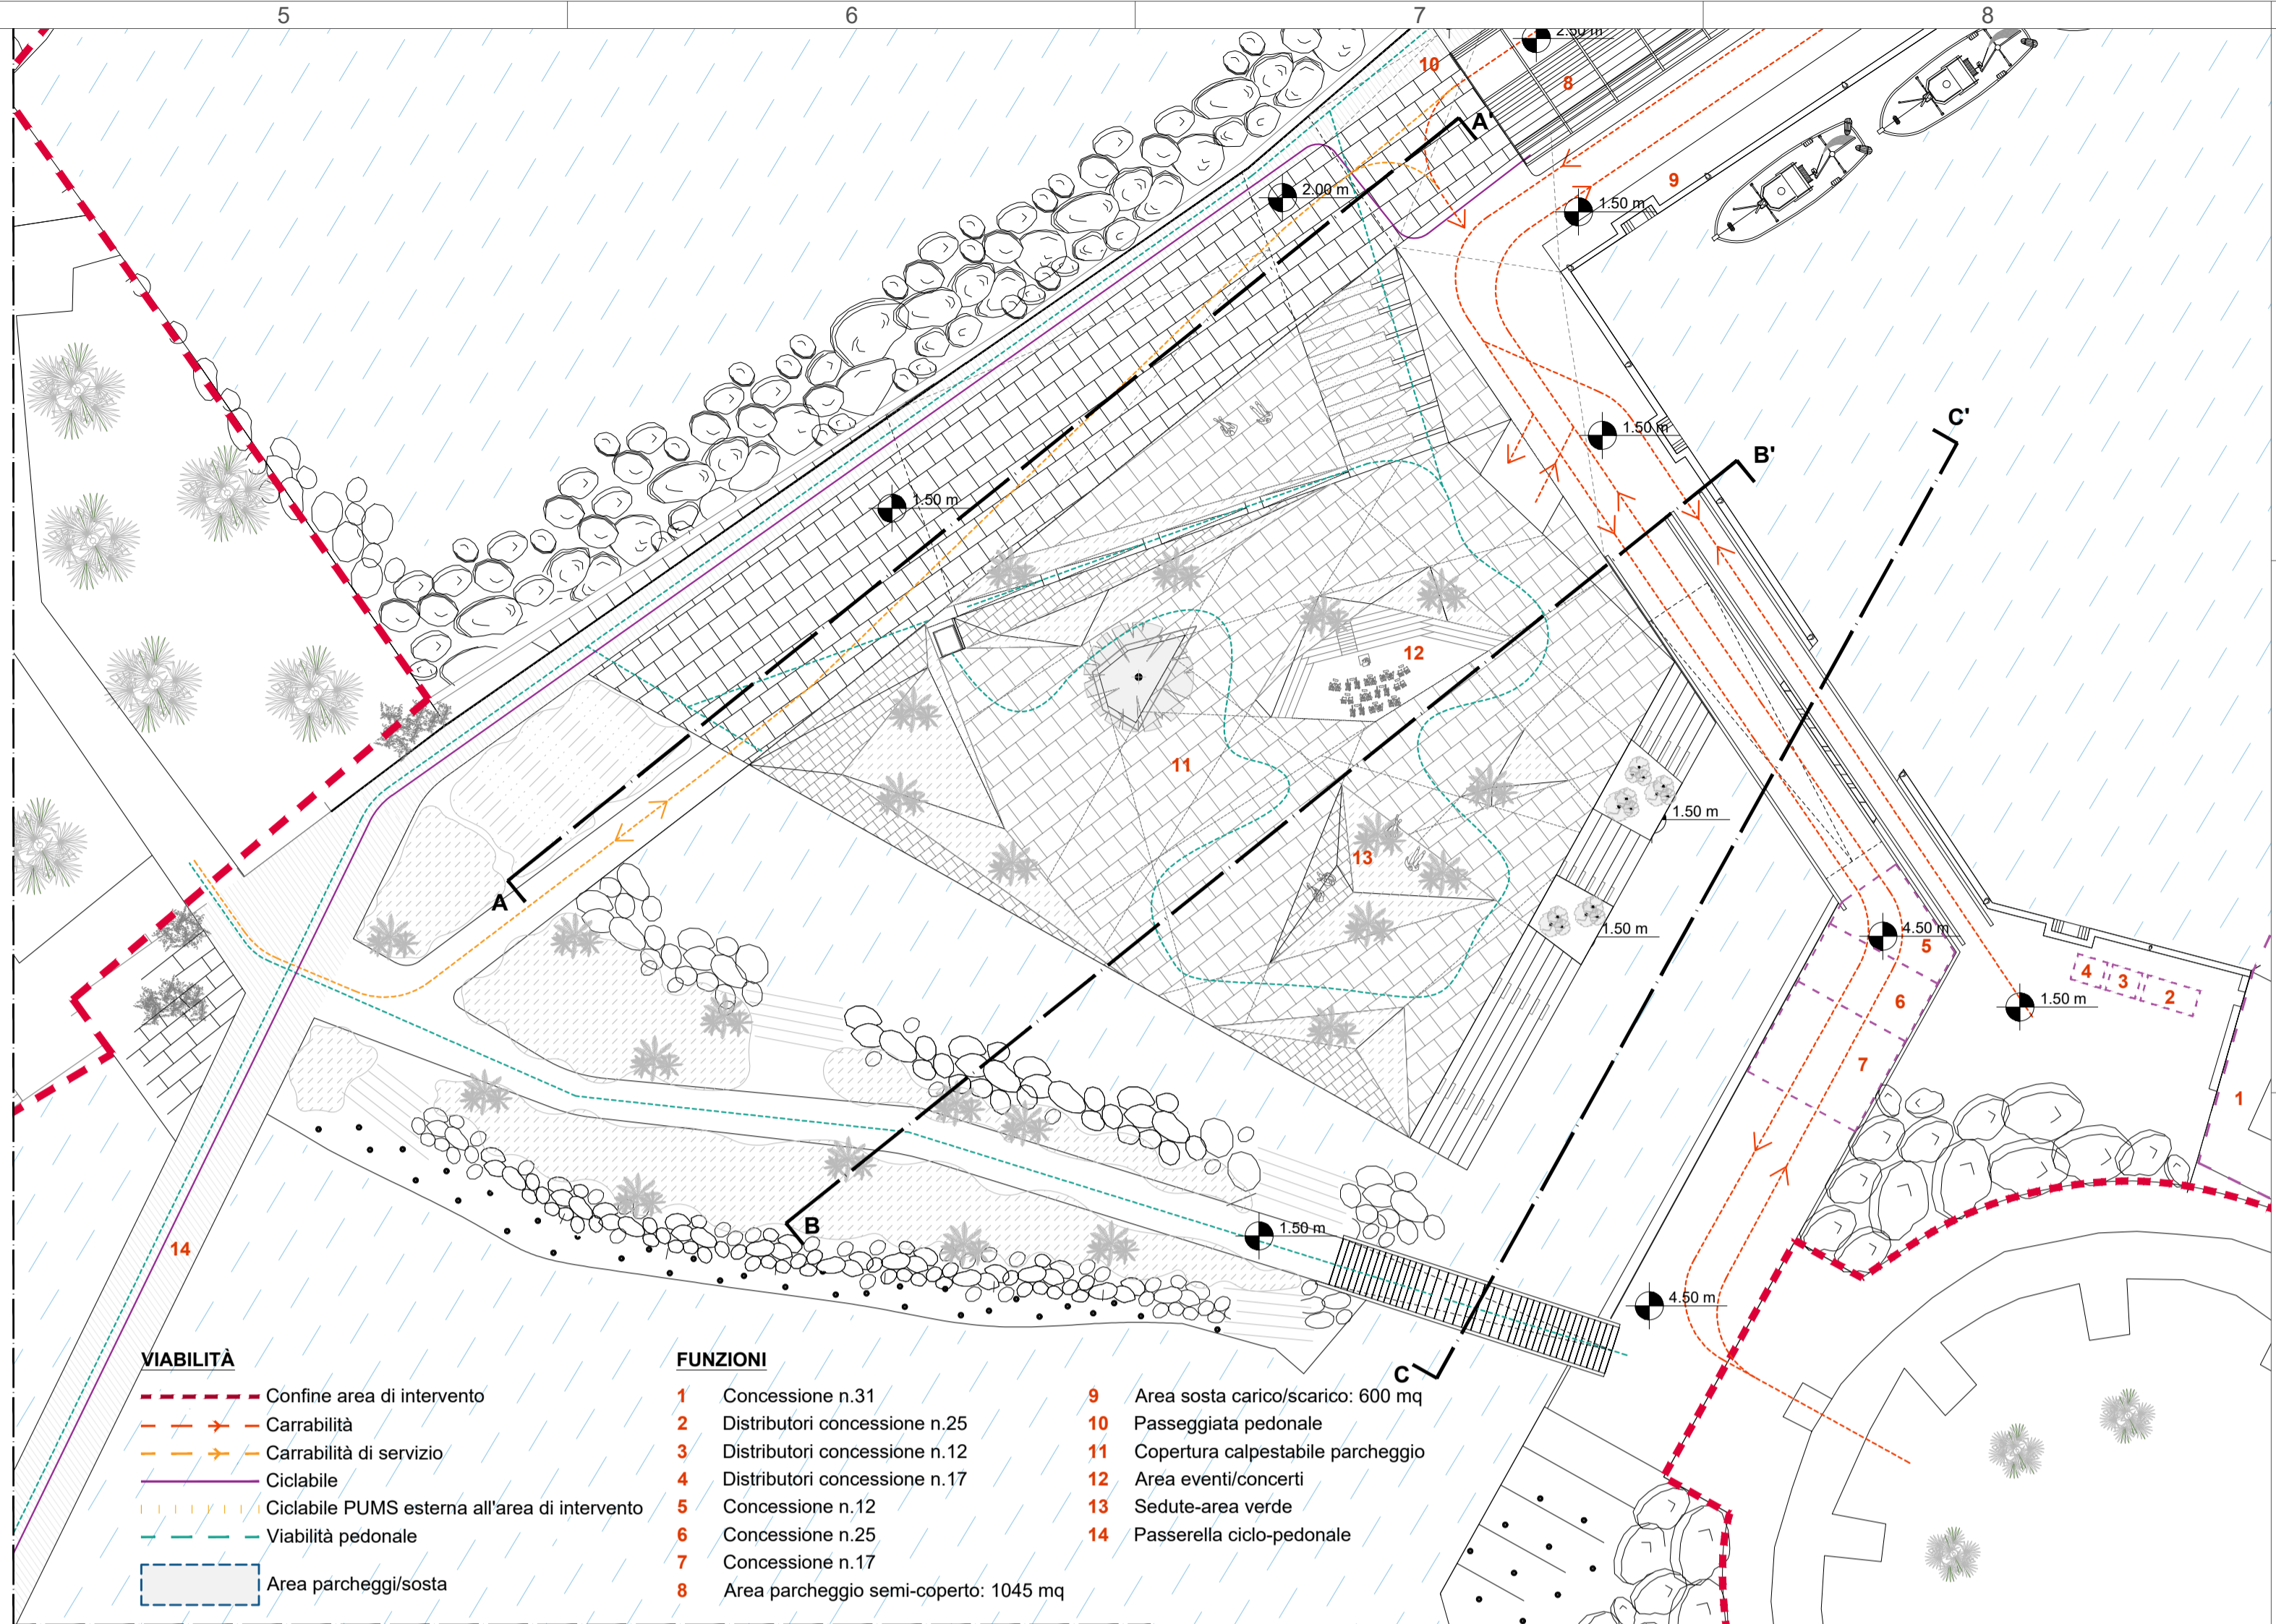 5 6 7 8
2.50 m
10
8
A'
9
2.00 m
1.50 m
C'
1.50 m
B'
1.50 m
12
11
1.50 m
13
A
1.50 m
4.50 m
5
4 3 2
6
1.50 m
7
1
B
1.50 m
14
4.50 m
C
VIABILITÀ
Confine area di intervento
Carrabilità
Carrabilità di servizio
Ciclabile
Ciclabile PUMS esterna all'area di intervento
Viabilità pedonale
Area parcheggi/sosta
FUNZIONI
1 Concessione n.31
2 Distributori concessione n.25
3 Distributori concessione n.12
4 Distributori concessione n.17
5 Concessione n.12
6 Concessione n.25
7 Concessione n.17
8 Area parcheggio semi-coperto: 1045 mq
9 Area sosta carico/scarico: 600 mq
10 Passeggiata pedonale
11 Copertura calpestabile parcheggio
12 Area eventi/concerti
13 Sedute-area verde
14 Passerella ciclo-pedonale